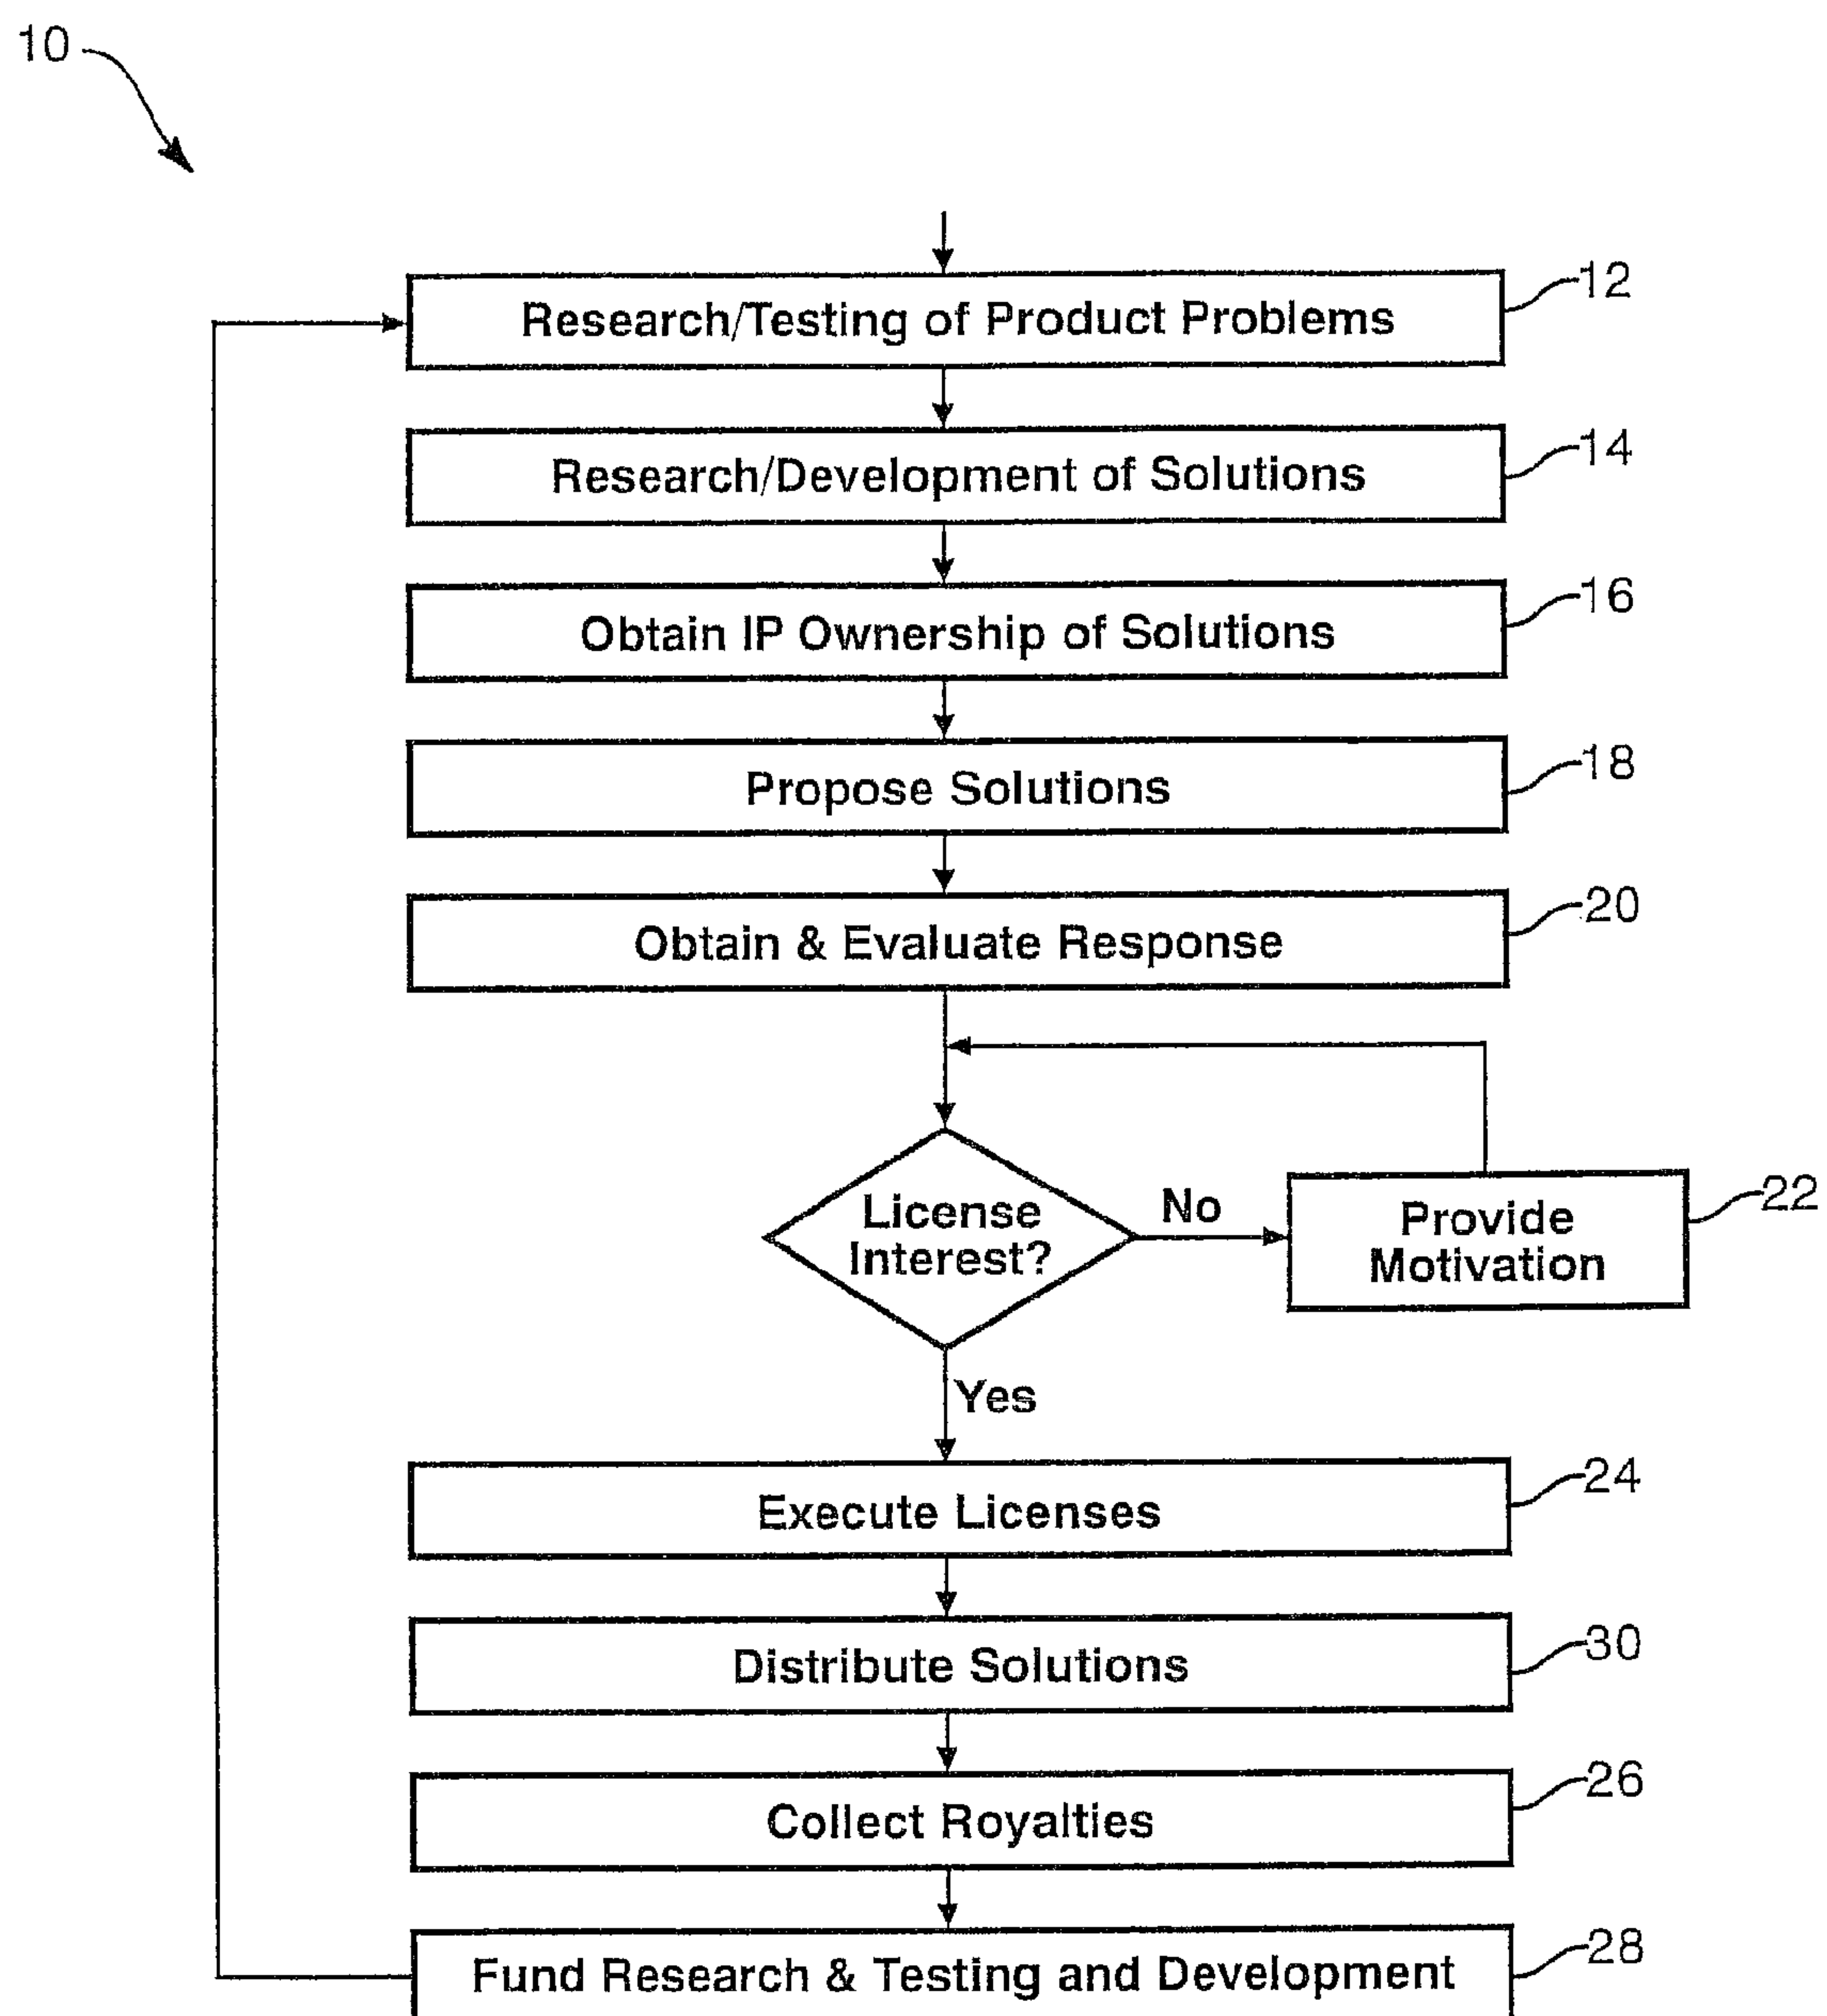 10
Research/Testing of Product Problems
12
Research/Development of Solutions
14
Obtain IP Ownership of Solutions
16
Propose Solutions
18
Obtain & Evaluate Response
20
License
Interest?
No
Provide
Motivation
22
Yes
Execute Licenses
24
Distribute Solutions
30
Collect Royalties
26
Fund Research & Testing and Development
28